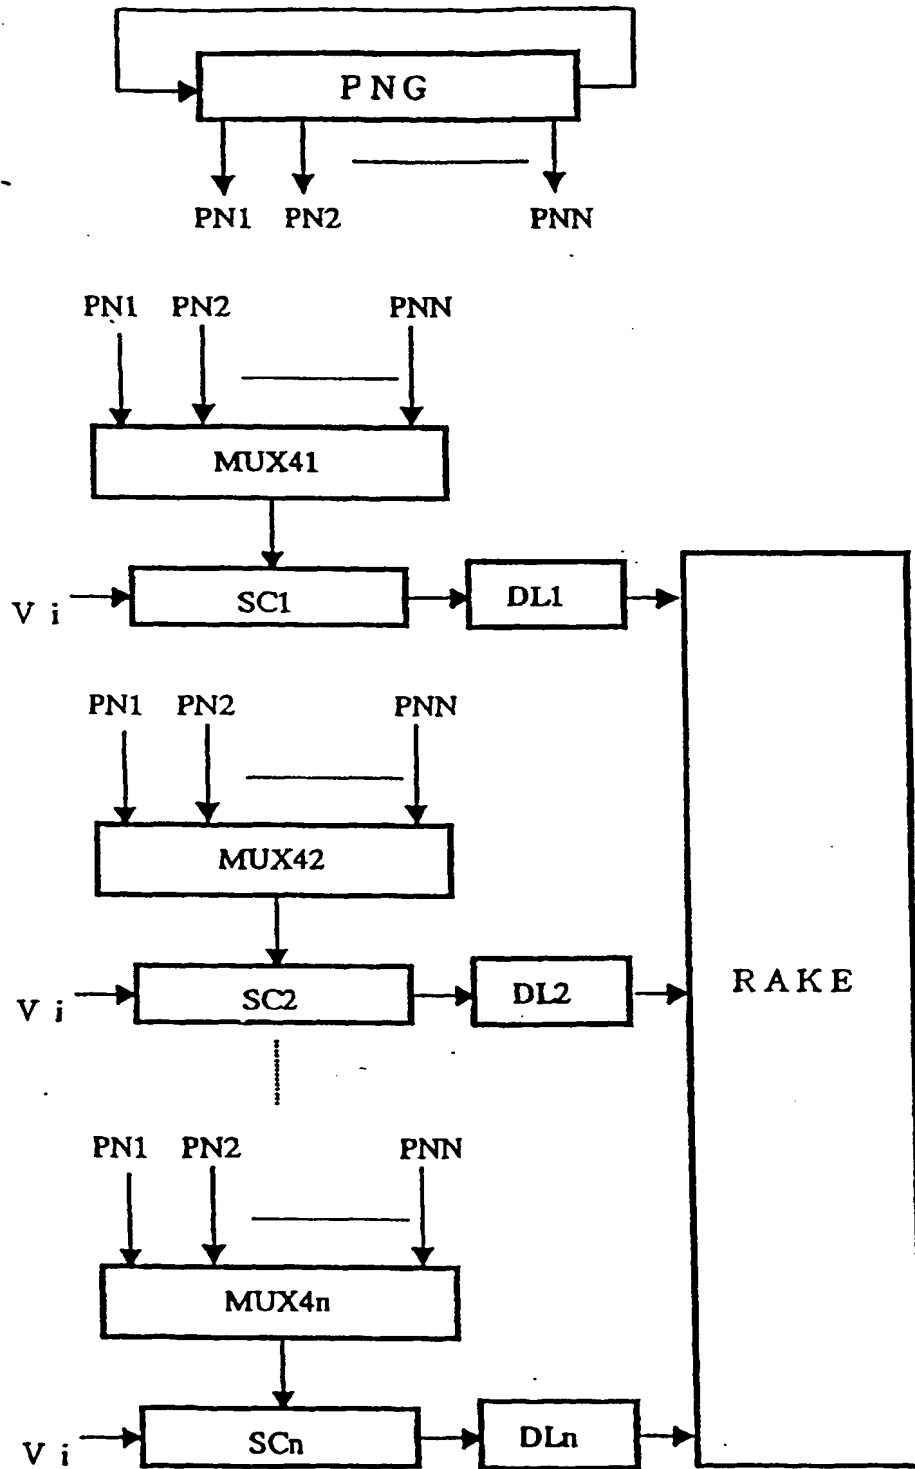 PNG
PN1 PN2 PNN
PN1 PN2 PNN
MUX41
V i SC1 DL1
PN1 PN2 PNN
MUX42
RAKE
V i SC2 DL2
PN1 PN2 PNN
MUX4n
V i SCn DLn